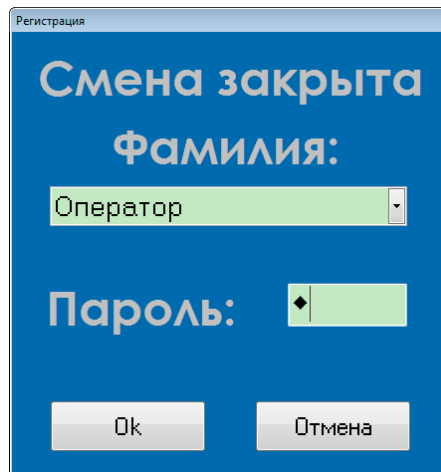 Регистрация
Смена закрыта
Фамилия:
Оператор
Пароль:
Ok
Отмена